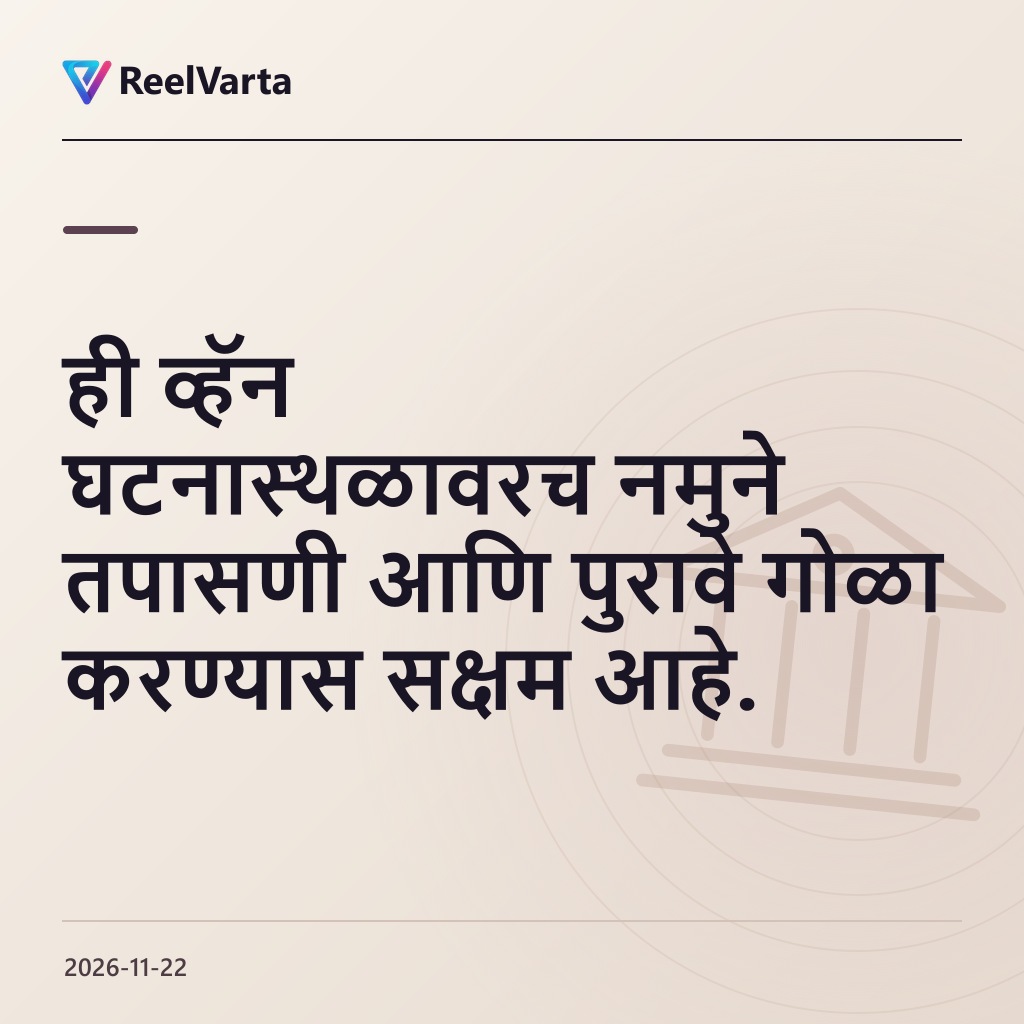 ReelVarta
ही व्हॅन
घटनास्थळावरच नमुने
तपासणी आणि पुरावे गोळा
करण्यास सक्षम आहे.
2026-11-22